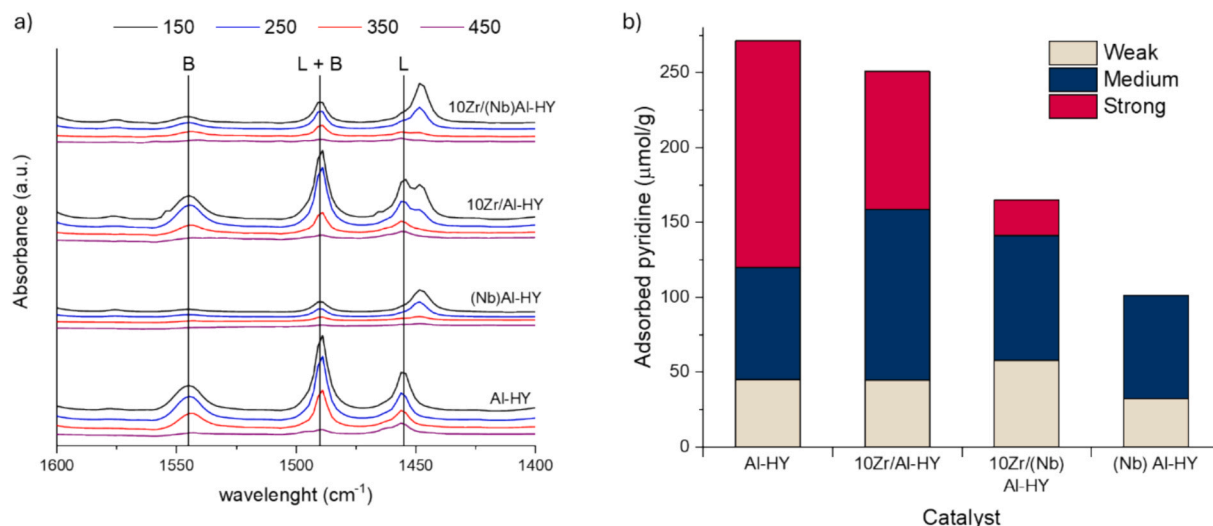 a)
150 250 350 450
B L + B L
10Zr/(Nb)Al-HY
10Zr/Al-HY
(Nb)Al-HY
Al-HY
Absorbance (a.u.)
1600 1550 1500 1450 1400
wavelenght (cm-1)
b)
Weak
Medium
Strong
Adsorbed pyridine (μmol/g)
250
200
150
100
50
0
Al-HY 10Zr/Al-HY 10Zr/(Nb) (Nb) Al-HY
Al-HY
Catalyst